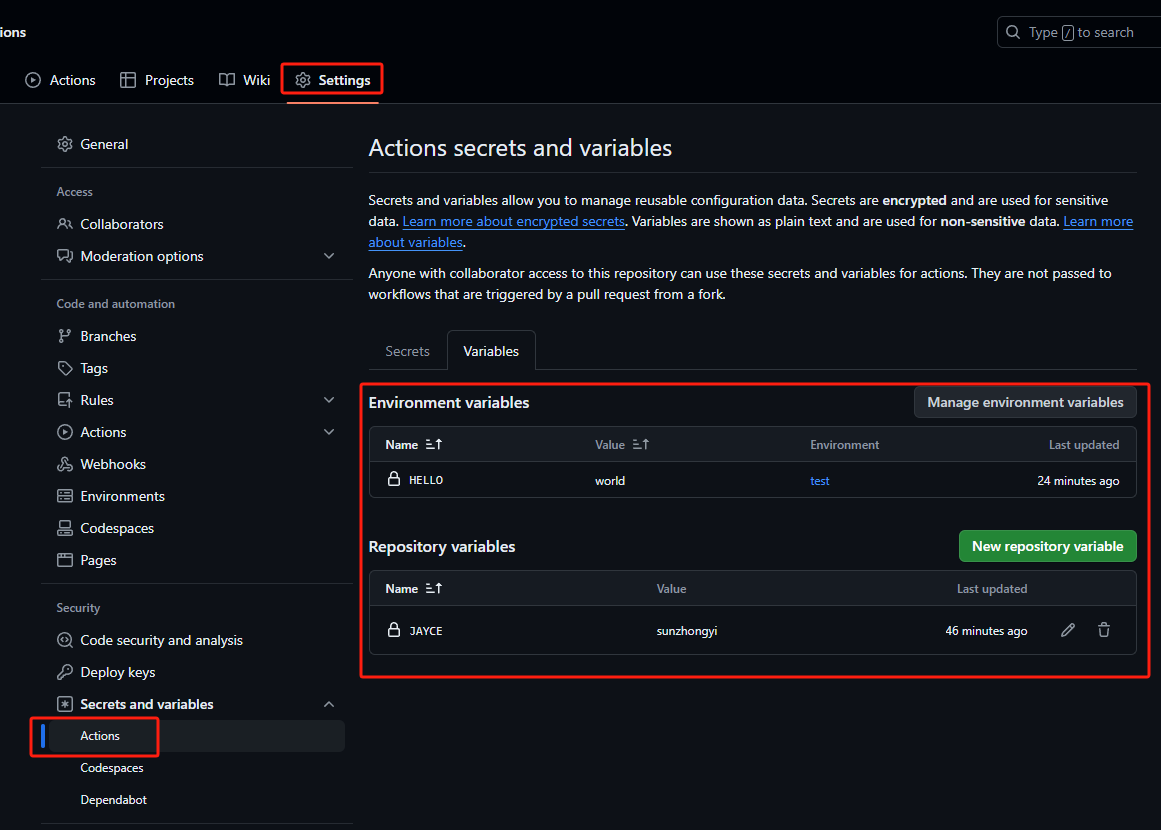 ions
Type / to search
Actions Projects Wiki Settings
General
Access
Collaborators
Moderation options
Code and automation
Branches
Tags
Rules
Actions
Webhooks
Environments
Codespaces
Pages
Security
Code security and analysis
Deploy keys
Secrets and variables
Actions
Codespaces
Dependabot
Actions secrets and variables
Secrets and variables allow you to manage reusable configuration data. Secrets are encrypted and are used for sensitive
data. Learn more about encrypted secrets. Variables are shown as plain text and are used for non-sensitive data. Learn more
about variables.
Anyone with collaborator access to this repository can use these secrets and variables for actions. They are not passed to
workflows that are triggered by a pull request from a fork.
Secrets Variables
Environment variables Manage environment variables
Name Value Environment Last updated
HELLO world test 24 minutes ago
Repository variables New repository variable
Name Value Last updated
JAYCE sunzhongyi 46 minutes ago